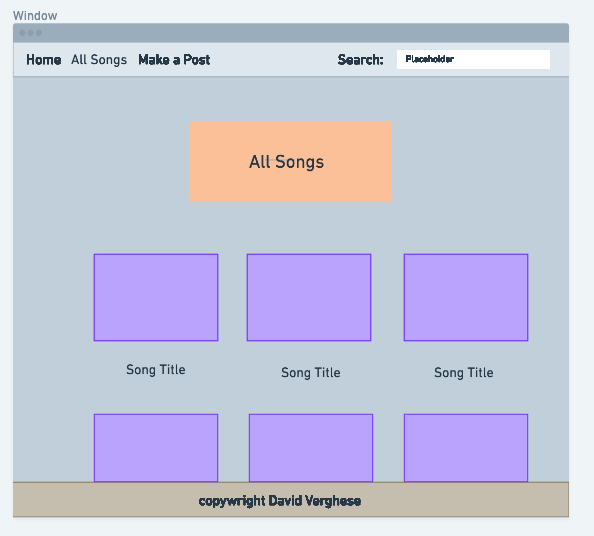 Window
Home All Songs Make a Post Search: Placeholder
All Songs
Song Title Song Title Song Title
copywright David Verghese